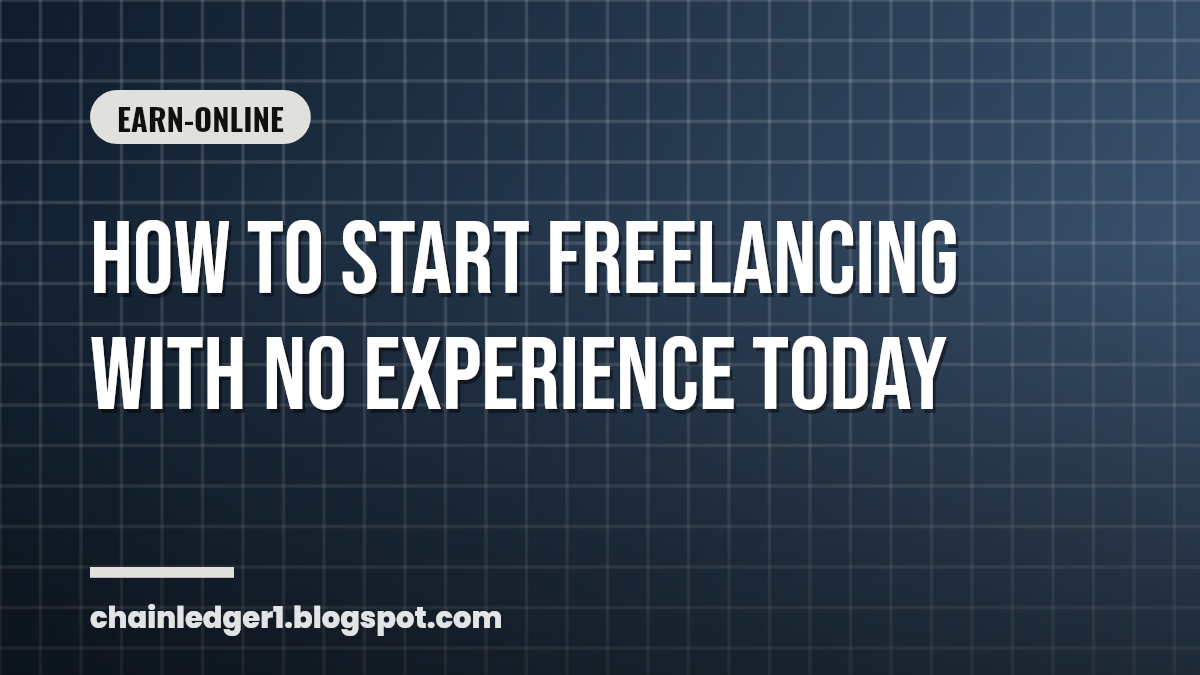 EARN-ONLINE
HOW TO START FREELANCING
WITH NO EXPERIENCE TODAY
chainledger1.blogspot.com